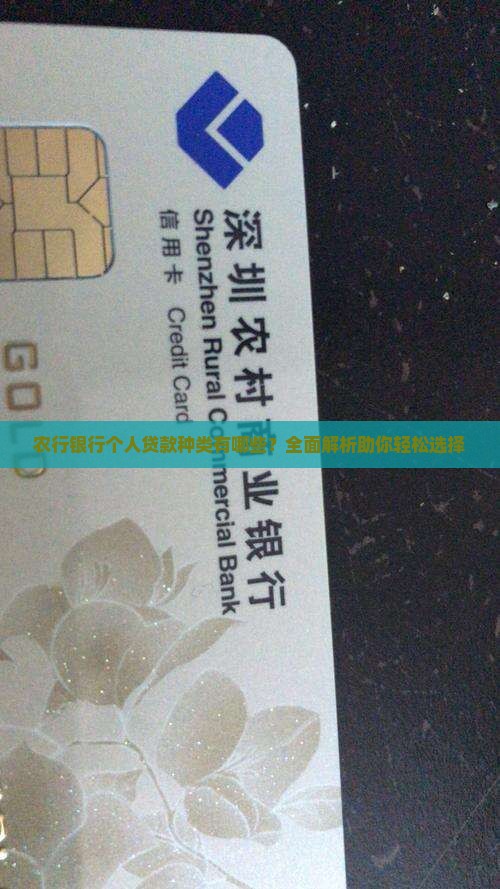 深圳农村商业银行
Shenzhen Rural Commercial Bank
信用卡 Credit Card
GOLD
农行银行个人贷款种类有哪些？全面解析助你轻松选择